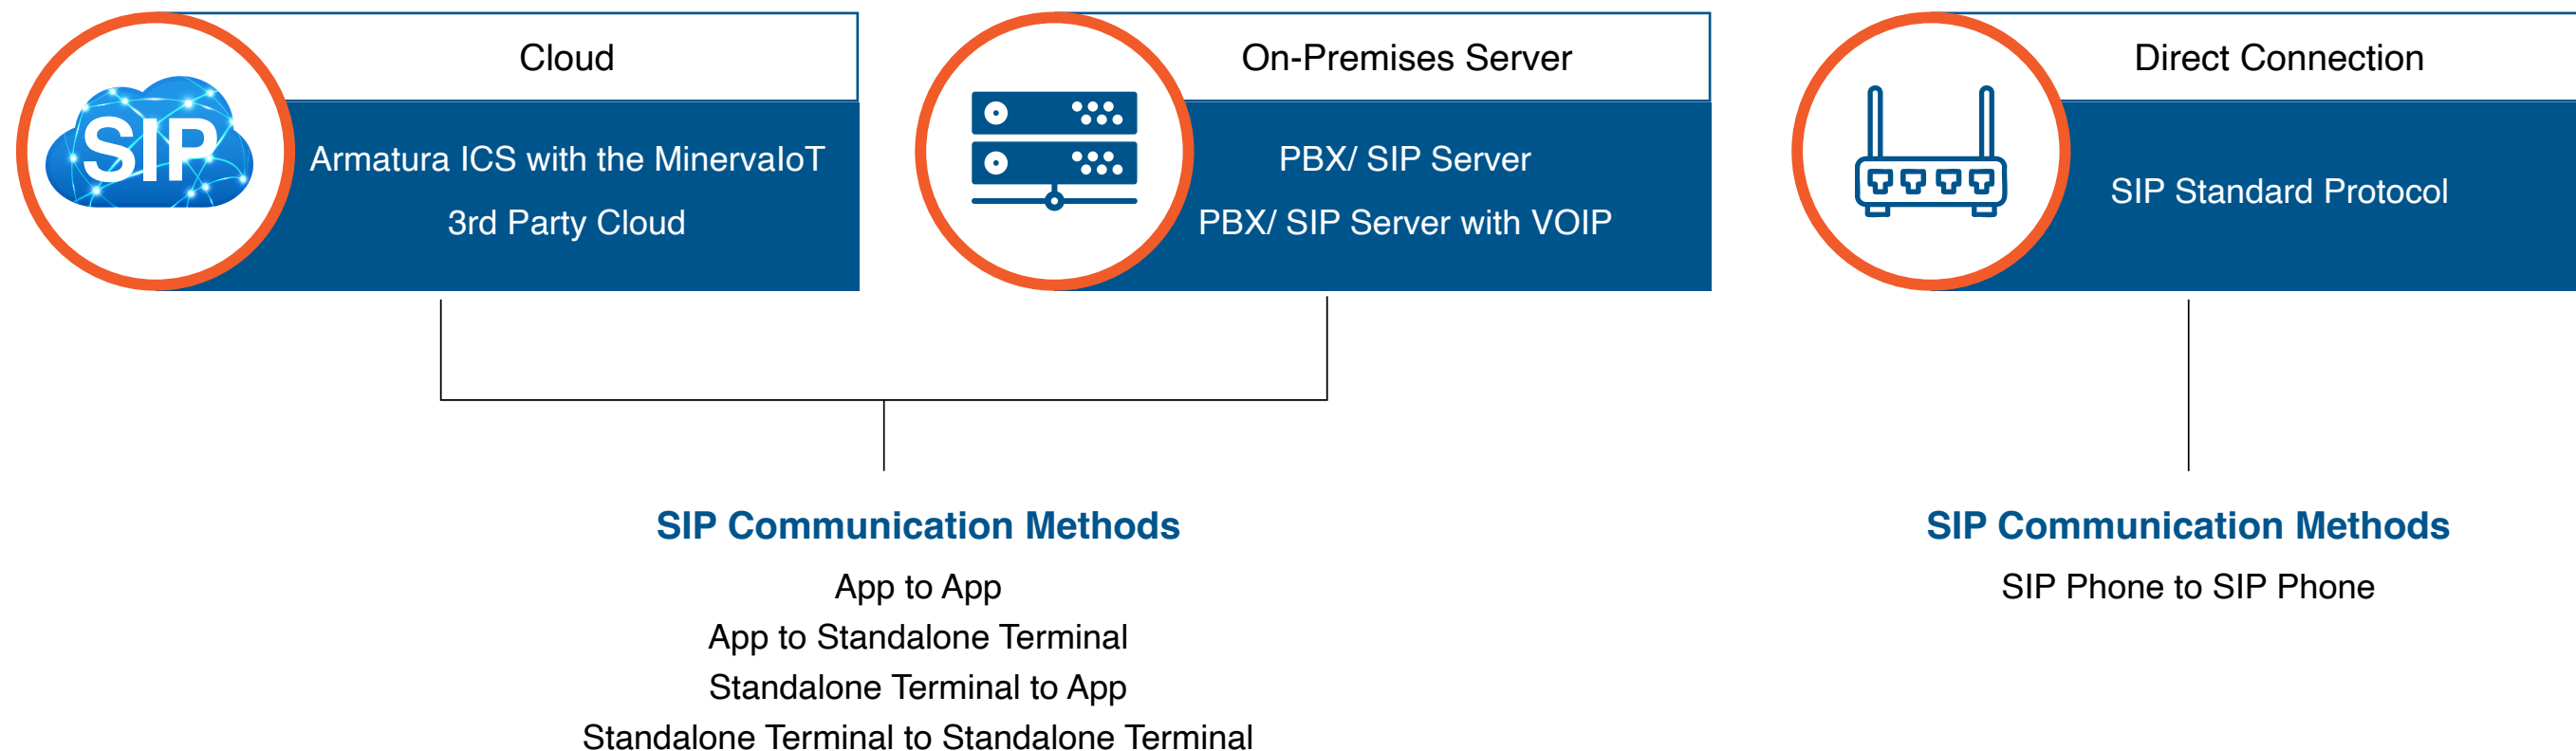 Cloud
SIP
Armatura ICS with the MinervaIoT
3rd Party Cloud
On-Premises Server
PBX/ SIP Server
PBX/ SIP Server with VOIP
Direct Connection
SIP Standard Protocol
SIP Communication Methods
App to App
App to Standalone Terminal
Standalone Terminal to App
Standalone Terminal to Standalone Terminal
SIP Communication Methods
SIP Phone to SIP Phone